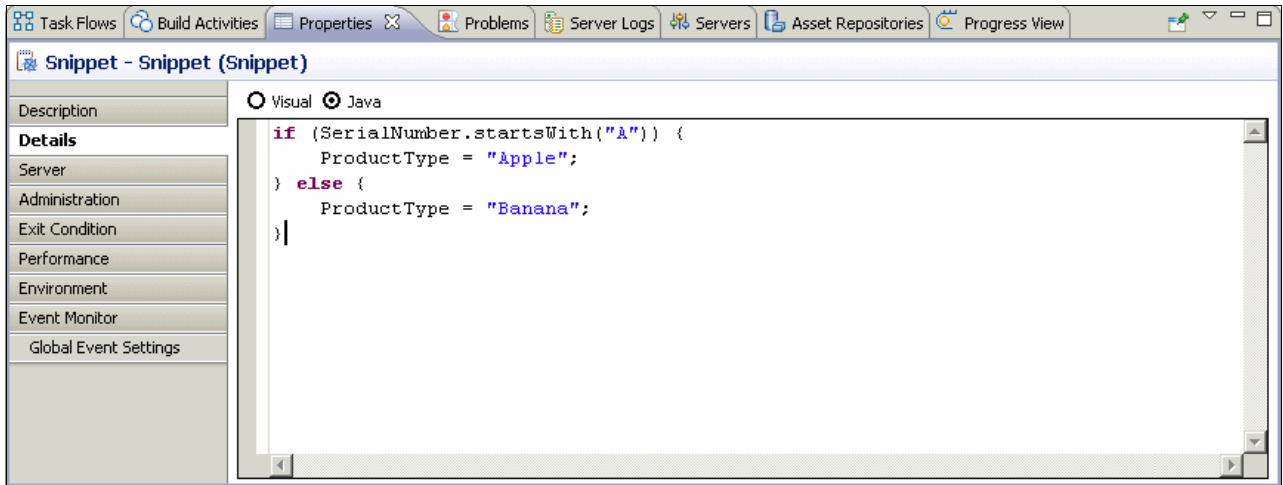 Task Flows Build Activities Properties Problems Server Logs Servers Asset Repositories Progress View
Snippet - Snippet (Snippet)
Description
Details
Server
Administration
Exit Condition
Performance
Environment
Event Monitor
Global Event Settings
Visual Java
if (SerialNumber.startsWith("A")) {
    ProductType = "Apple";
} else {
    ProductType = "Banana";
}